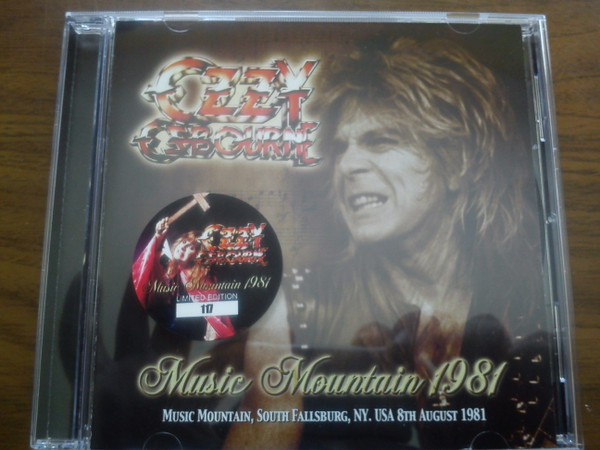 OZZY
OSBOURNE
OZZY
OSBOURNE
Music Mountain 1981
LIMITED EDITION
117
Music Mountain 1981
MUSIC MOUNTAIN, SOUTH FALLSBURG, NY. USA 8TH AUGUST 1981